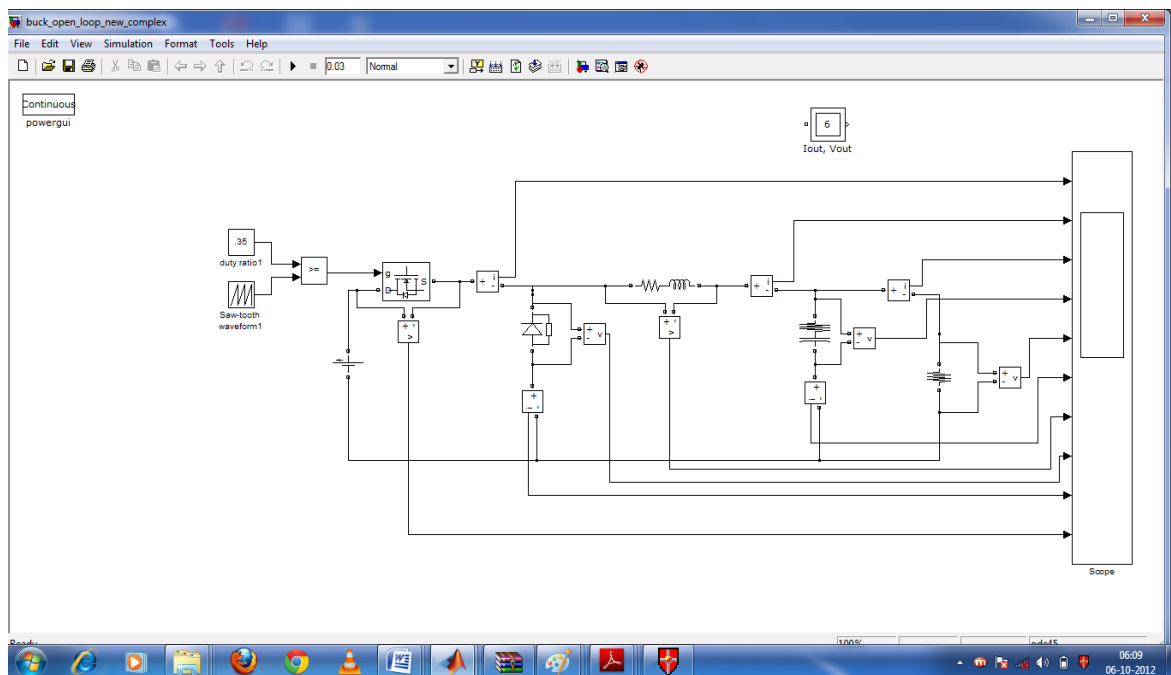 buck_open_loop_new_complex
File Edit View Simulation Format Tools Help
0.03 Normal
Continuous
powergui
6
Iout, Vout
.35
duty ratio1
>=
g
D
S
Saw-tooth
waveform1
+ i -
+ v -
+ i -
+ i -
+ v -
+ v -
Scope
Ready
100%
ode45
06:09
06-10-2012